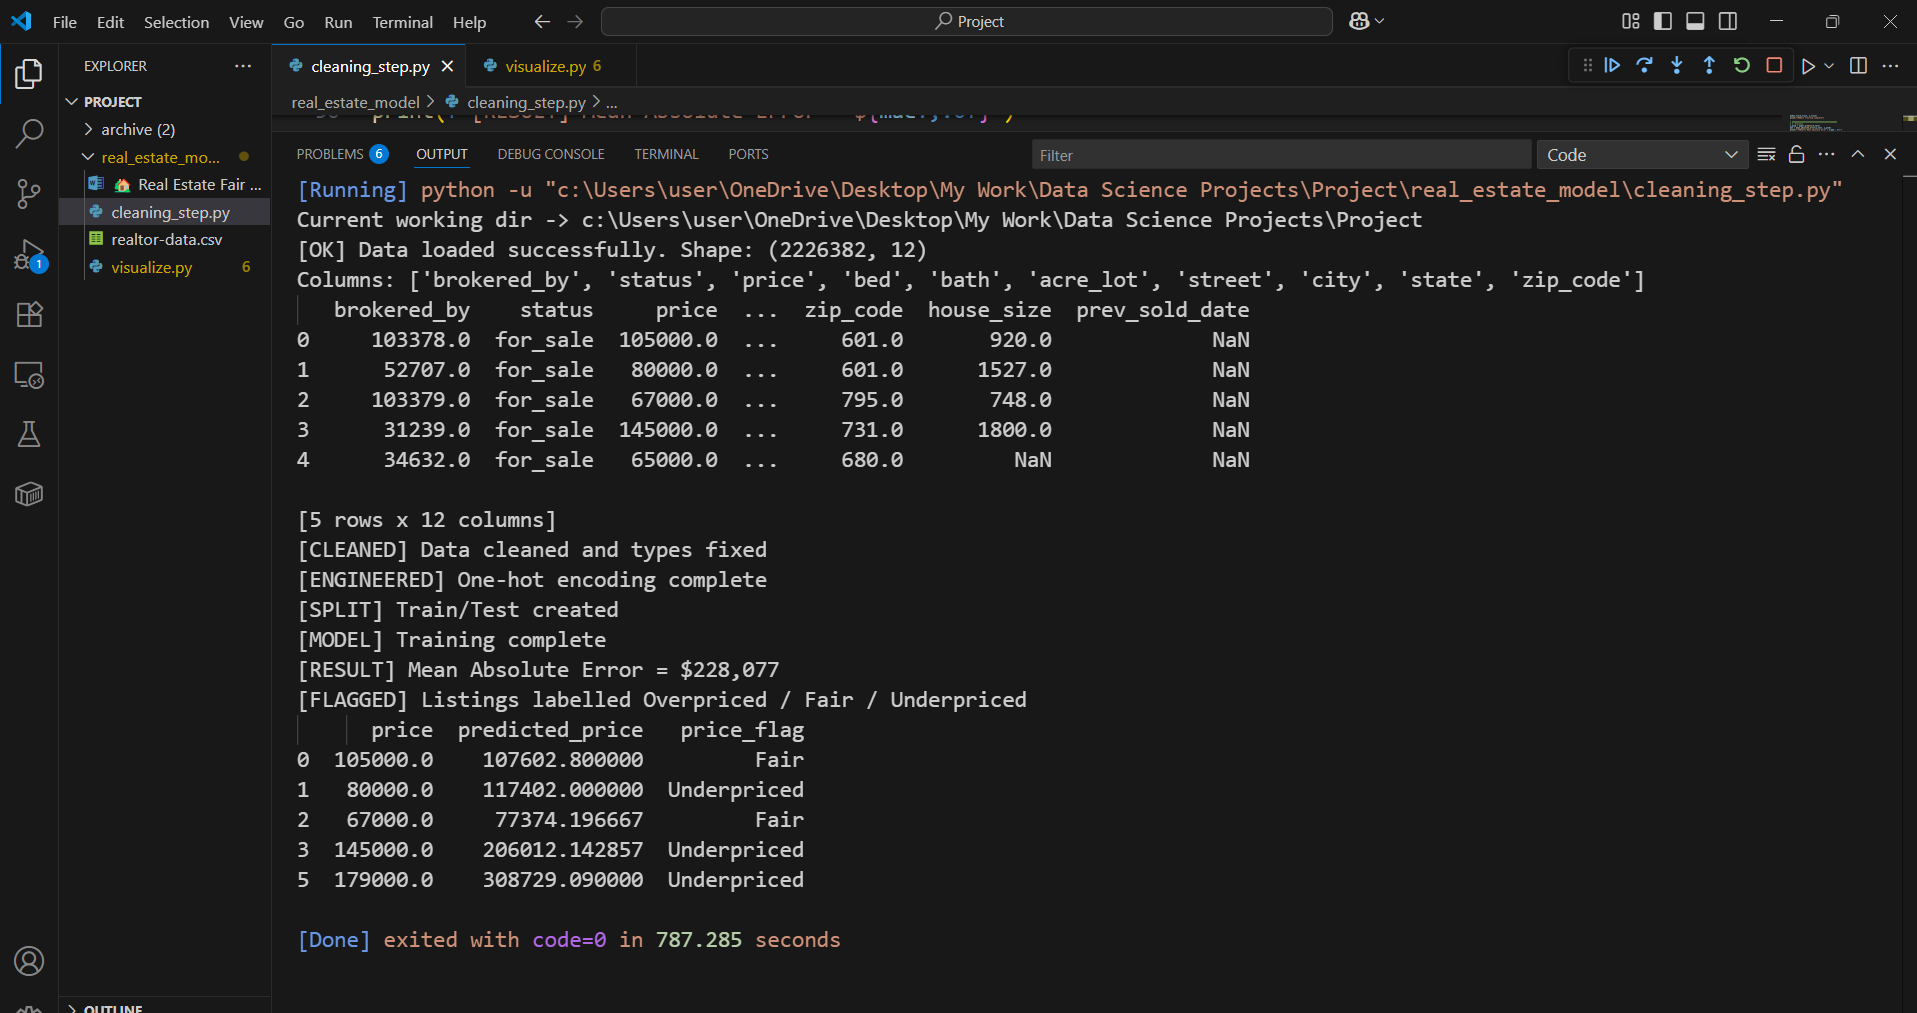 File Edit Selection View Go Run Terminal Help
Project
EXPLORER
PROJECT
archive (2)
real_estate_mo...
Real Estate Fair ...
cleaning_step.py
realtor-data.csv
visualize.py 6
OUTLINE
1
cleaning_step.py
visualize.py 6
real_estate_model > cleaning_step.py > ...
PROBLEMS 6 OUTPUT DEBUG CONSOLE TERMINAL PORTS
Filter
Code
[Running] python -u "c:\Users\user\OneDrive\Desktop\My Work\Data Science Projects\Project\real_estate_model\cleaning_step.py"
Current working dir -> c:\Users\user\OneDrive\Desktop\My Work\Data Science Projects\Project
[OK] Data loaded successfully. Shape: (2226382, 12)
Columns: ['brokered_by', 'status', 'price', 'bed', 'bath', 'acre_lot', 'street', 'city', 'state', 'zip_code']
brokered_by status price ... zip_code house_size prev_sold_date
0 103378.0 for_sale 105000.0 ... 601.0 920.0 NaN
1 52707.0 for_sale 80000.0 ... 601.0 1527.0 NaN
2 103379.0 for_sale 67000.0 ... 795.0 748.0 NaN
3 31239.0 for_sale 145000.0 ... 731.0 1800.0 NaN
4 34632.0 for_sale 65000.0 ... 680.0 NaN NaN
[5 rows x 12 columns]
[CLEANED] Data cleaned and types fixed
[ENGINEERED] One-hot encoding complete
[SPLIT] Train/Test created
[MODEL] Training complete
[RESULT] Mean Absolute Error = $228,077
[FLAGGED] Listings labelled Overpriced / Fair / Underpriced
price predicted_price price_flag
0 105000.0 107602.800000 Fair
1 80000.0 117402.000000 Underpriced
2 67000.0 77374.196667 Fair
3 145000.0 206012.142857 Underpriced
5 179000.0 308729.090000 Underpriced
[Done] exited with code=0 in 787.285 seconds